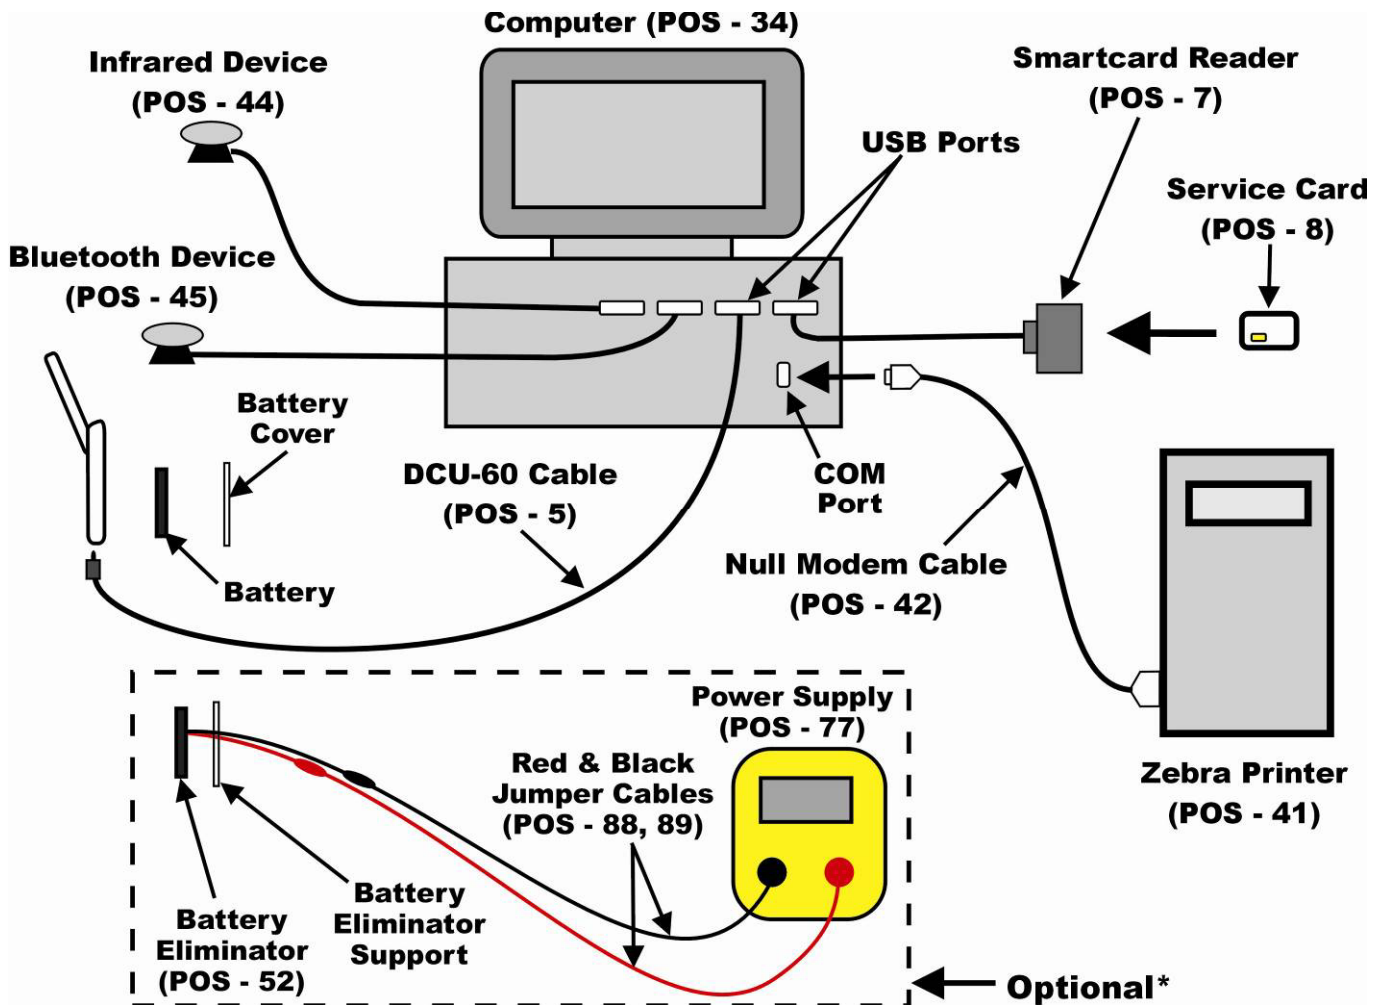 Computer (POS - 34)
Infrared Device
(POS - 44)
Smartcard Reader
(POS - 7)
USB Ports
Service Card
(POS - 8)
Bluetooth Device
(POS - 45)
Battery
Cover
DCU-60 Cable
(POS - 5)
COM
Port
Battery
Null Modem Cable
(POS - 42)
Power Supply
(POS - 77)
Red & Black
Jumper Cables
(POS - 88, 89)
Zebra Printer
(POS - 41)
Battery
Eliminator
Support
Battery
Eliminator
(POS - 52)
Optional*